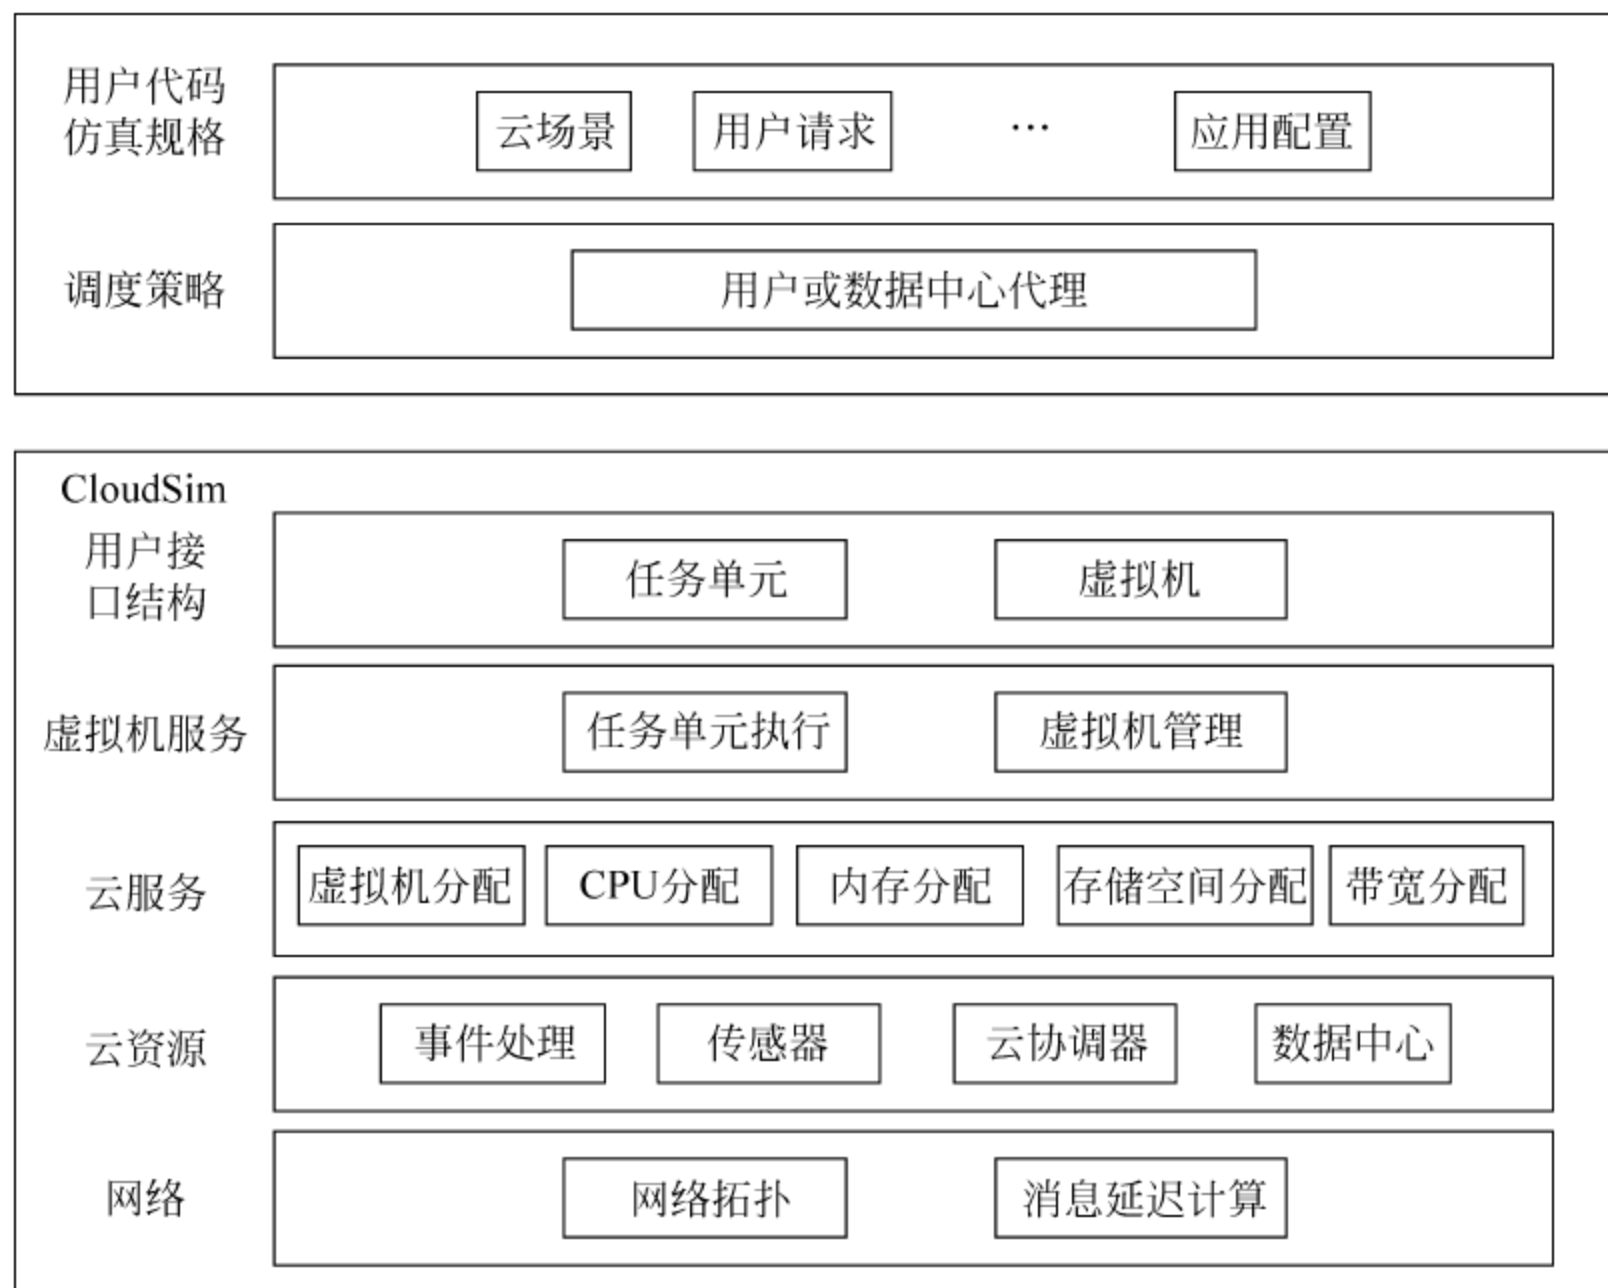 用户代码
仿真规格
云场景
用户请求
…
应用配置
调度策略
用户或数据中心代理
CloudSim
用户接
口结构
任务单元
虚拟机
虚拟机服务
任务单元执行
虚拟机管理
云服务
虚拟机分配
CPU分配
内存分配
存储空间分配
带宽分配
云资源
事件处理
传感器
云协调器
数据中心
网络
网络拓扑
消息延迟计算